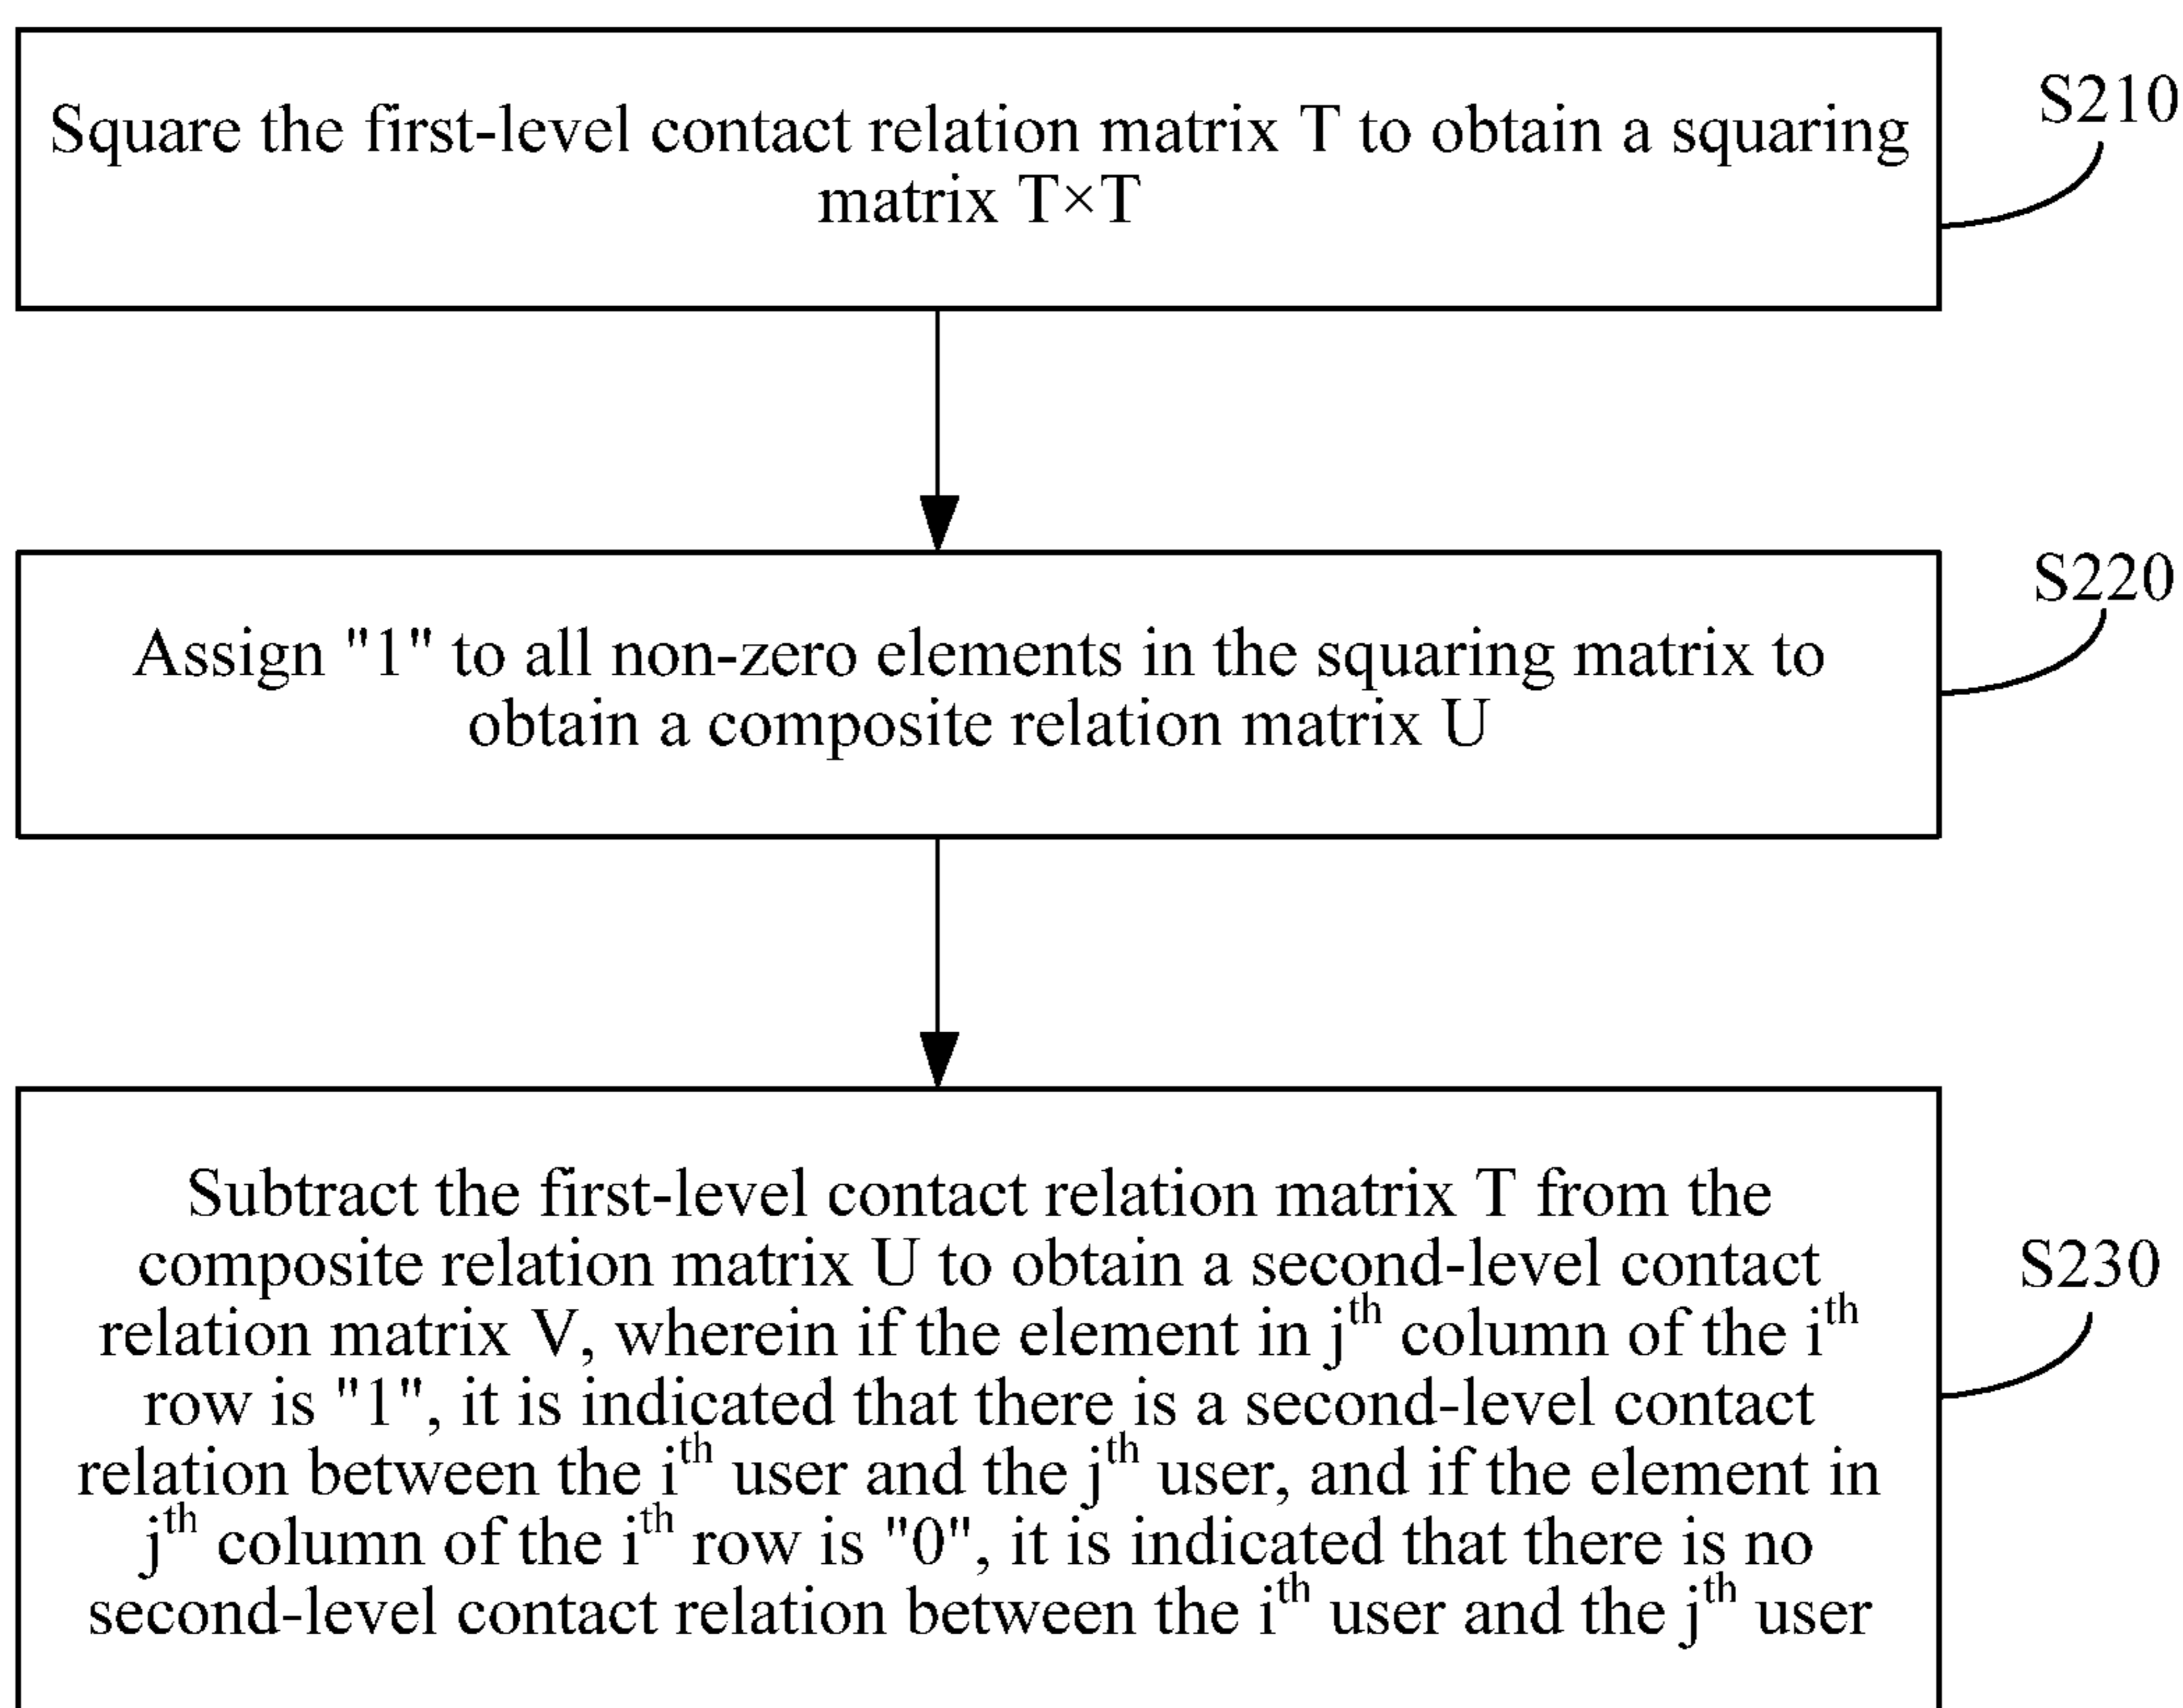 Square the first-level contact relation matrix T to obtain a squaring
matrix T×T
S210
Assign "1" to all non-zero elements in the squaring matrix to
obtain a composite relation matrix U
S220
Subtract the first-level contact relation matrix T from the
composite relation matrix U to obtain a second-level contact
relation matrix V, wherein if the element in jth column of the ith
row is "1", it is indicated that there is a second-level contact
relation between the ith user and the jth user, and if the element in
jth column of the ith row is "0", it is indicated that there is no
second-level contact relation between the ith user and the jth user
S230